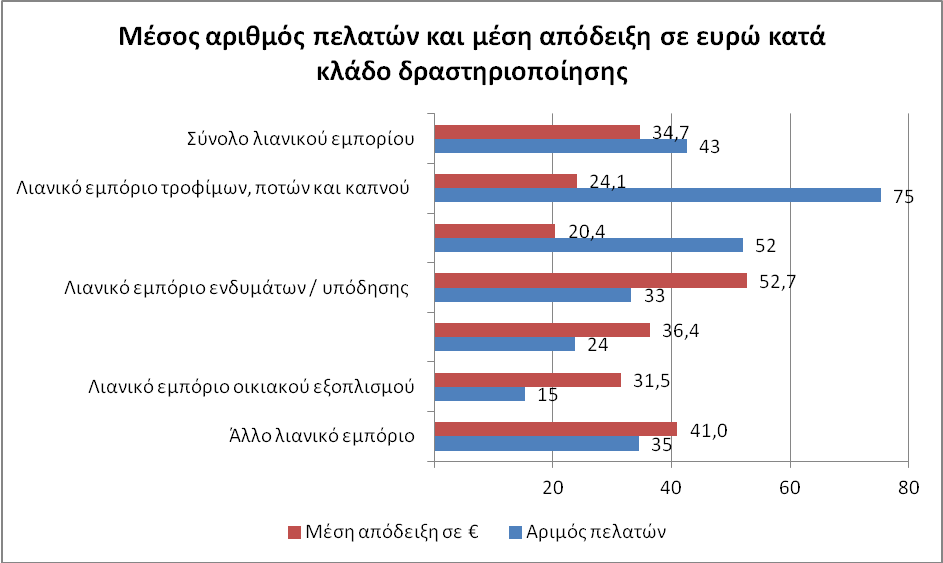 Μέσος αριθμός πελατών και μέση απόδειξη σε ευρώ κατά
κλάδο δραστηριοποίησης
Σύνολο λιανικού εμπορίου
34,7
43
Λιανικό εμπόριο τροφίμων, ποτών και καπνού
24,1
75
20,4
52
Λιανικό εμπόριο ενδυμάτων / υπόδησης
52,7
33
36,4
24
Λιανικό εμπόριο οικιακού εξοπλισμού
31,5
15
Άλλο λιανικό εμπόριο
41,0
35
20 40 60 80
Μέση απόδειξη σε € Αριμός πελατών